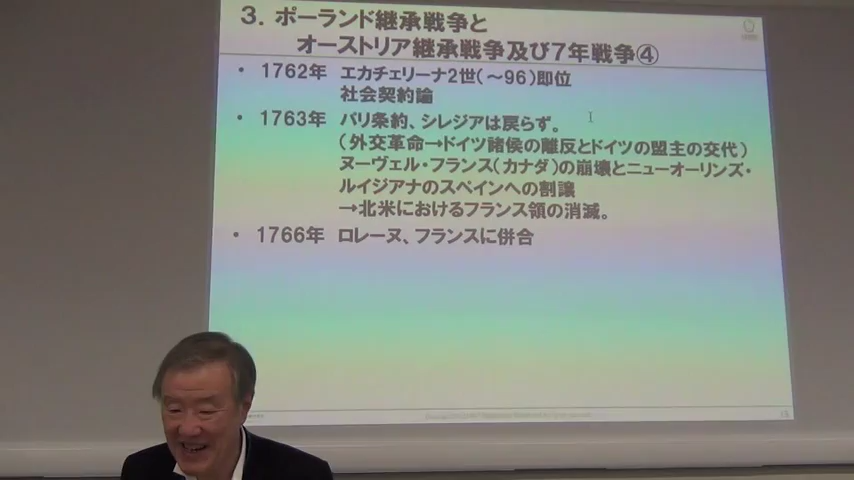 3. ポーランド継承戦争と
オーストリア継承戦争及び7年戦争④
・ 1762年 エカチェリーナ2世(～96)即位
社会契約論
・ 1763年 パリ条約、シレジアは戻らず。
(外交革命→ドイツ諸侯の離反とドイツの盟主の交代)
ヌーヴェル・フランス(カナダ)の崩壊とニューオーリンズ・
ルイジアナのスペインへの割譲
→北米におけるフランス領の消滅。
・ 1766年 ロレーヌ、フランスに併合